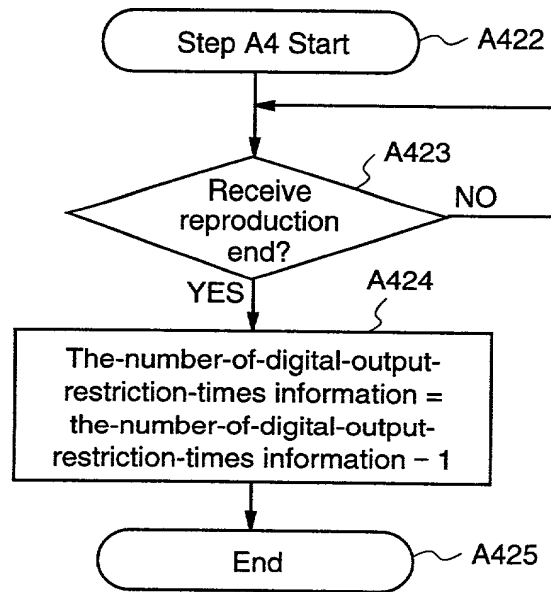 Step A4 Start
A422
A423
Receive
reproduction
end?
NO
YES
A424
The-number-of-digital-output-
restriction-times information =
the-number-of-digital-output-
restriction-times information – 1
End
A425